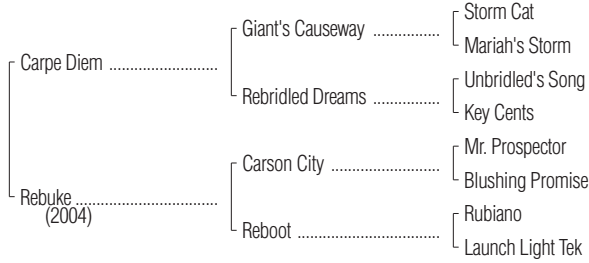 Storm Cat
Giant's Causeway ................
Mariah's Storm
Carpe Diem ..........................
Unbridled's Song
Rebridled Dreams ................
Key Cents
Mr. Prospector
Carson City ..........................
Blushing Promise
Rebuke ..................................
(2004)
Rubiano
Reboot ..................................
Launch Light Tek